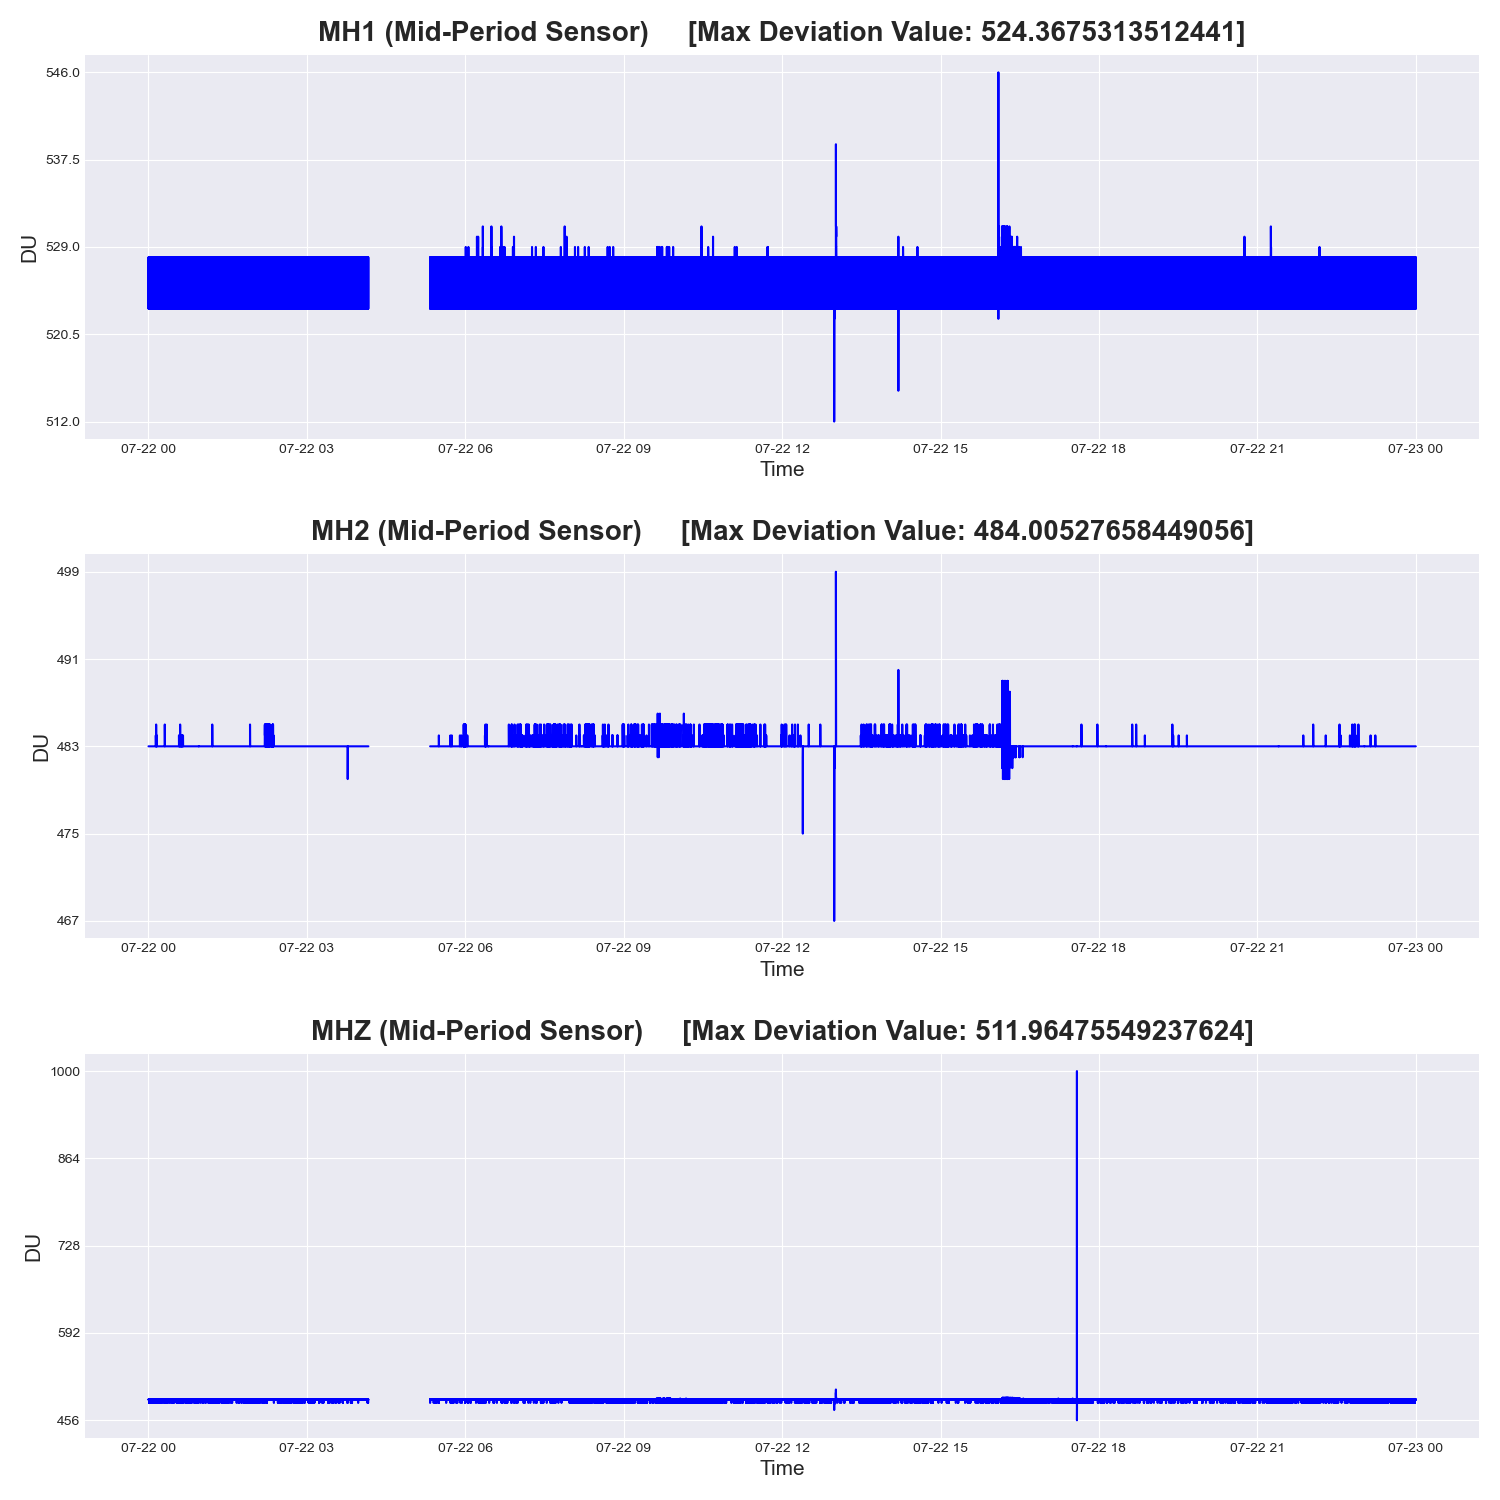 MH1 (Mid-Period Sensor) [Max Deviation Value: 524.3675313512441]
546.0
537.5
529.0
520.5
512.0
DU
07-22 00 07-22 03 07-22 06 07-22 09 07-22 12 07-22 15 07-22 18 07-22 21 07-23 00
Time
MH2 (Mid-Period Sensor) [Max Deviation Value: 484.00527658449056]
499
491
483
475
467
DU
07-22 00 07-22 03 07-22 06 07-22 09 07-22 12 07-22 15 07-22 18 07-22 21 07-23 00
Time
MHZ (Mid-Period Sensor) [Max Deviation Value: 511.96475549237624]
1000
864
728
592
456
DU
07-22 00 07-22 03 07-22 06 07-22 09 07-22 12 07-22 15 07-22 18 07-22 21 07-23 00
Time